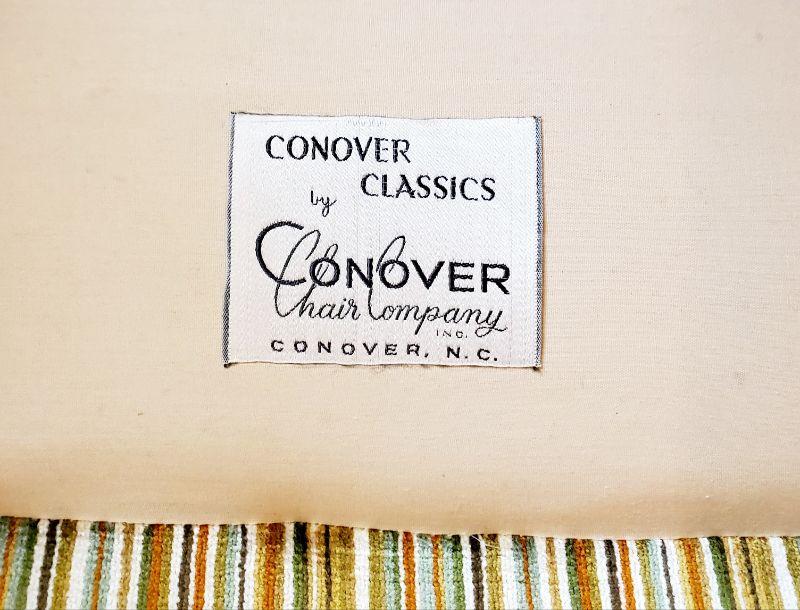 CONOVER
CLASSICS
by
CONOVER
Chair Company
INC.
CONOVER, N.C.